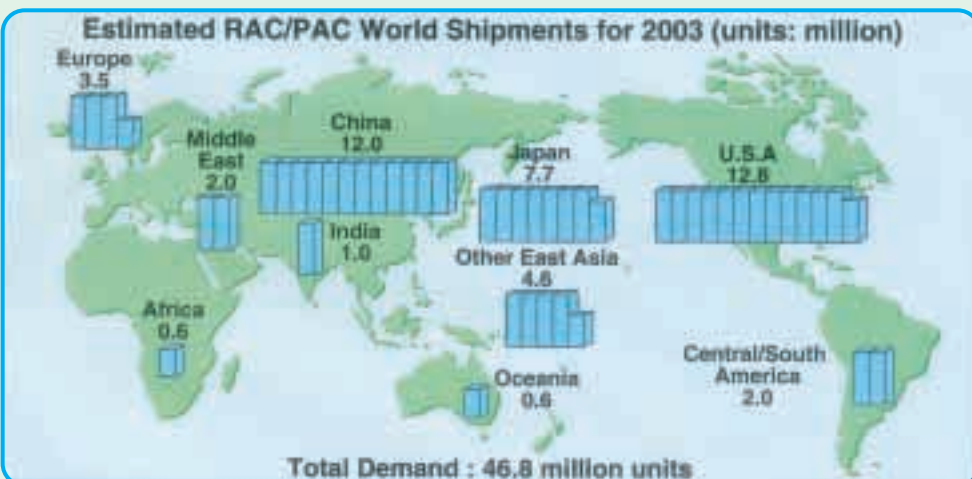 Estimated RAC/PAC World Shipments for 2003 (units: million)
Europe
3.5
Middle
East
2.0
China
12.0
India
1.0
Japan
7.7
Other East Asia
4.6
U.S.A
12.8
Africa
0.6
Oceania
0.6
Central/South
America
2.0
Total Demand : 46.8 million units